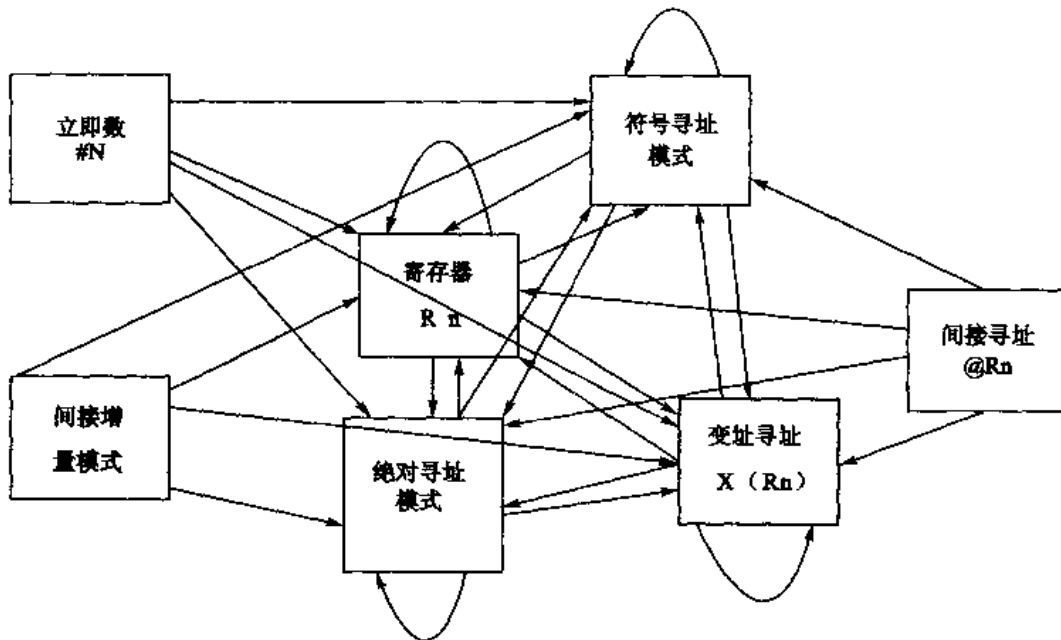 立即数
#N
符号寻址
模式
寄存器
R n
间接寻址
@Rn
间接增
量模式
绝对寻址
模式
变址寻址
X（Rn）